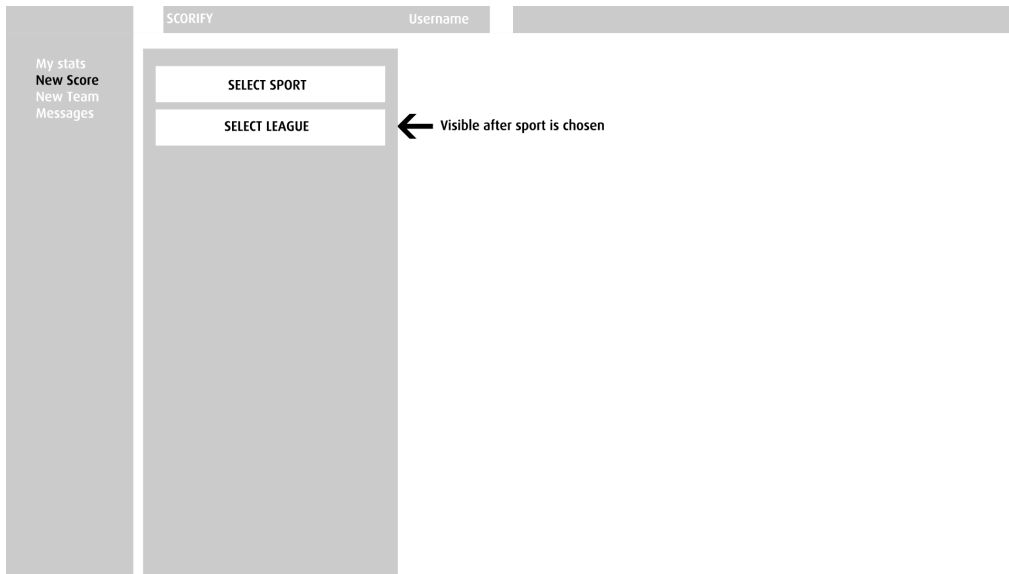 SCORIFY
Username
My stats
New Score
New Team
Messages
SELECT SPORT
SELECT LEAGUE
Visible after sport is chosen